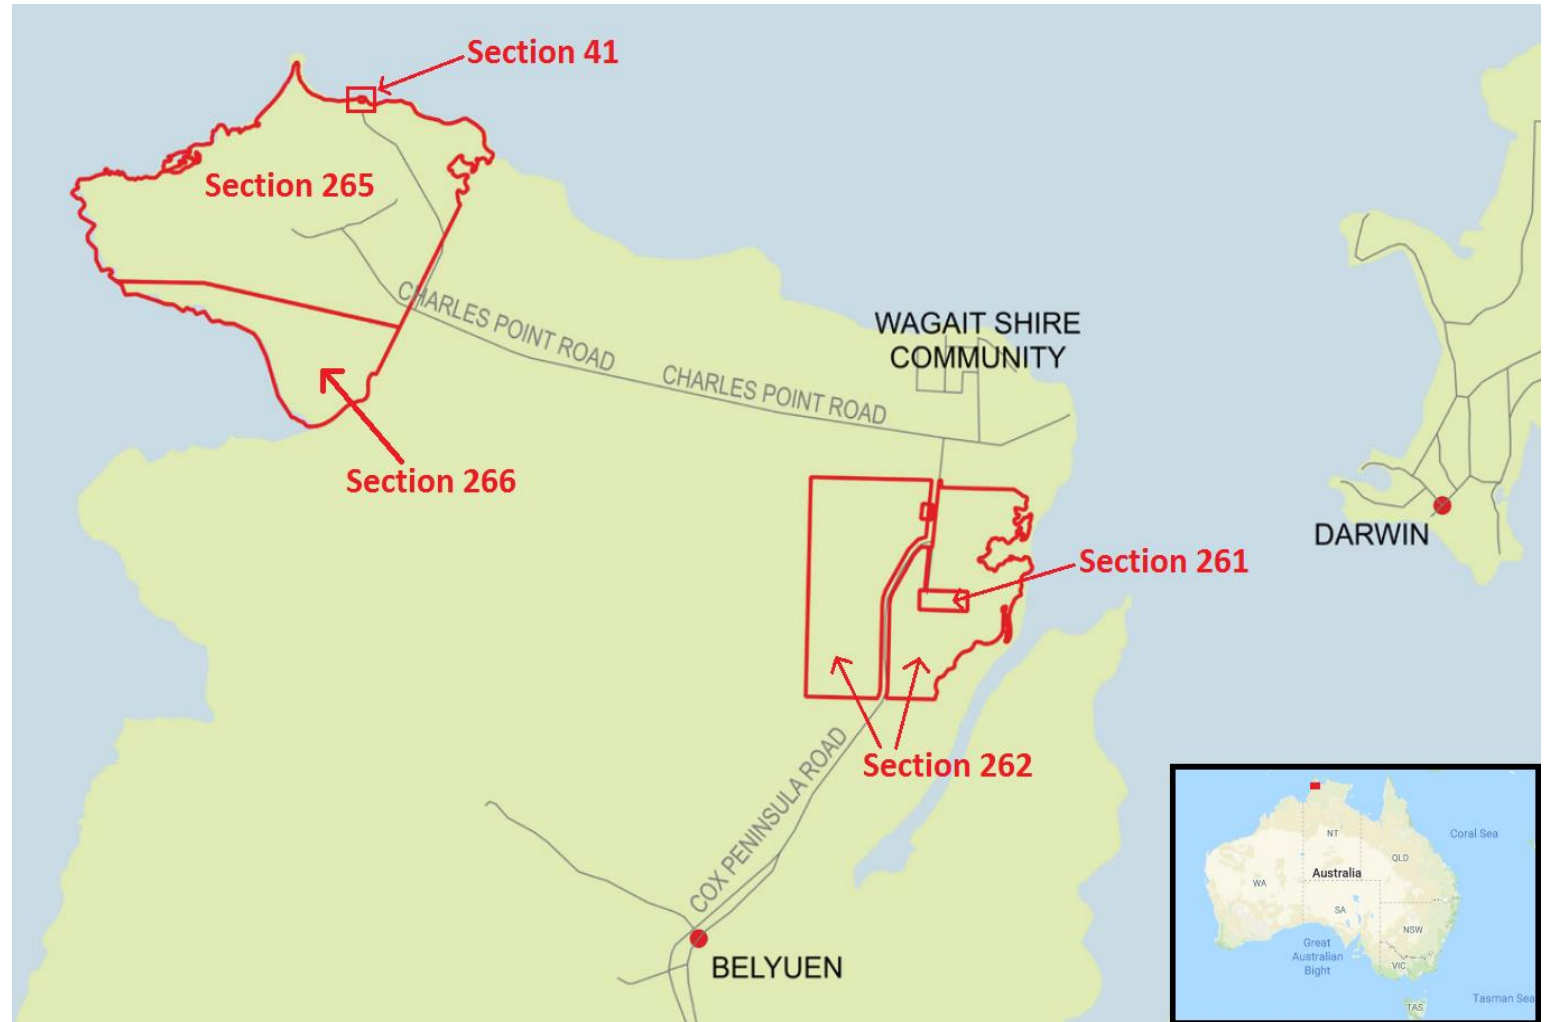 Section 41
Section 265
CHARLES POINT ROAD
WAGAIT SHIRE
COMMUNITY
CHARLES POINT ROAD
Section 266
DARWIN
Section 261
Section 262
COX PENINSULA ROAD
BELYUEN
Coral Sea
NT
QLD
Australia
WA
SA
NSW
Great
Australian
Bight
VIC
Tasman Sea
TAS